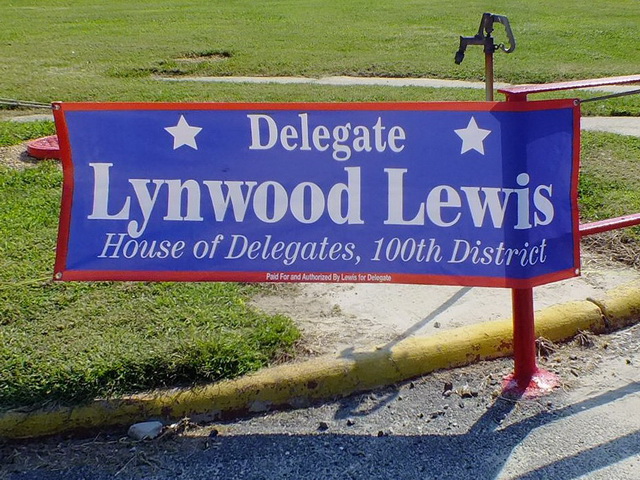 Delegate
Lynwood Lewis
House of Delegates, 100th District
Paid For and Authorized By Lewis for Delegate